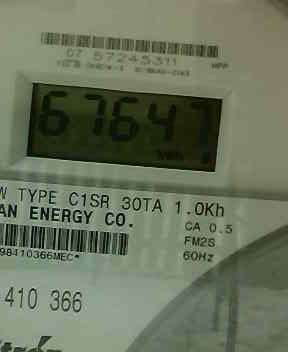 07 57245311
MPP
67647
W TYPE C1SR 30TA 1.0Kh
AN ENERGY CO.
CA 0.5
FM2S
60Hz
98410366MEC*
410 366